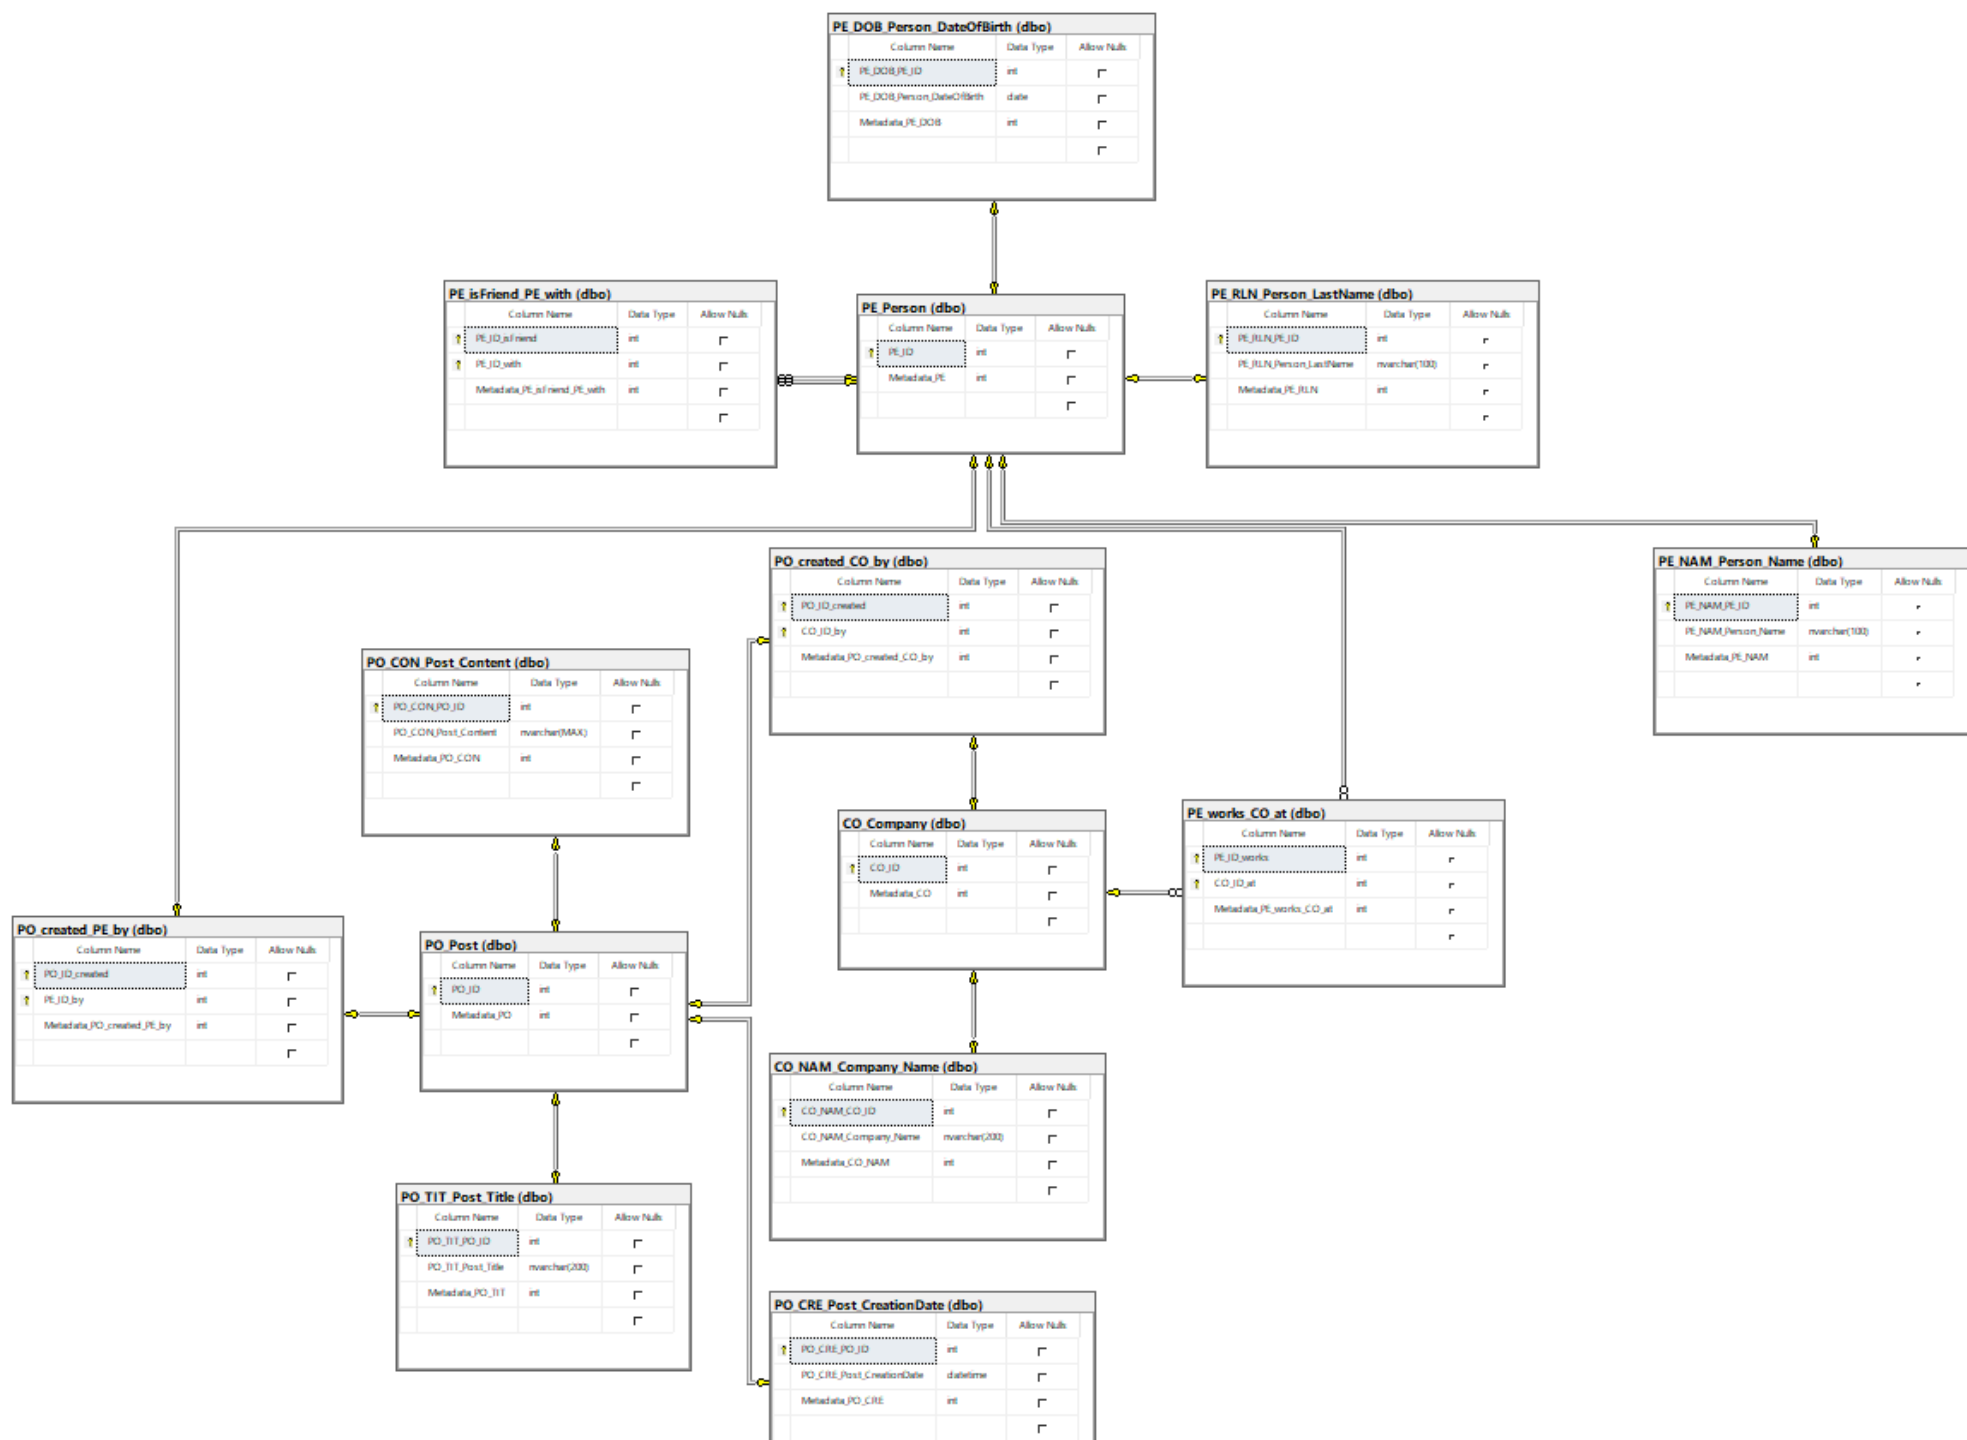 PE_DOB_Person_DateOfBirth (dbo)
Column Name Data Type Allow Nulls
PE_DOB_PE_ID int
PE_DOB_Person_DateOfBirth date
Metadata_PE_DOB int
PE_isFriend_PE_with (dbo)
Column Name Data Type Allow Nulls
PE_ID_isFriend int
PE_ID_with int
Metadata_PE_isFriend_PE_with int
PE_Person (dbo)
Column Name Data Type Allow Nulls
PE_ID int
Metadata_PE int
PE_RLN_Person_LastName (dbo)
Column Name Data Type Allow Nulls
PE_RLN_PE_ID int
PE_RLN_Person_LastName nvarchar(100)
Metadata_PE_RLN int
PO_created_CO_by (dbo)
Column Name Data Type Allow Nulls
PO_ID_created int
CO_ID_by int
Metadata_PO_created_CO_by int
PE_NAM_Person_Name (dbo)
Column Name Data Type Allow Nulls
PE_NAM_PE_ID int
PE_NAM_Person_Name nvarchar(100)
Metadata_PE_NAM int
PO_CON_Post_Content (dbo)
Column Name Data Type Allow Nulls
PO_CON_PO_ID int
PO_CON_Post_Content nvarchar(MAX)
Metadata_PO_CON int
CO_Company (dbo)
Column Name Data Type Allow Nulls
CO_ID int
Metadata_CO int
PE_works_CO_at (dbo)
Column Name Data Type Allow Nulls
PE_ID_works int
CO_ID_at int
Metadata_PE_works_CO_at int
PO_created_PE_by (dbo)
Column Name Data Type Allow Nulls
PO_ID_created int
PE_ID_by int
Metadata_PO_created_PE_by int
PO_Post (dbo)
Column Name Data Type Allow Nulls
PO_ID int
Metadata_PO int
CO_NAM_Company_Name (dbo)
Column Name Data Type Allow Nulls
CO_NAM_CO_ID int
CO_NAM_Company_Name nvarchar(200)
Metadata_CO_NAM int
PO_TIT_Post_Title (dbo)
Column Name Data Type Allow Nulls
PO_TIT_PO_ID int
PO_TIT_Post_Title nvarchar(200)
Metadata_PO_TIT int
PO_CRE_Post_CreationDate (dbo)
Column Name Data Type Allow Nulls
PO_CRE_PO_ID int
PO_CRE_Post_CreationDate datetime
Metadata_PO_CRE int